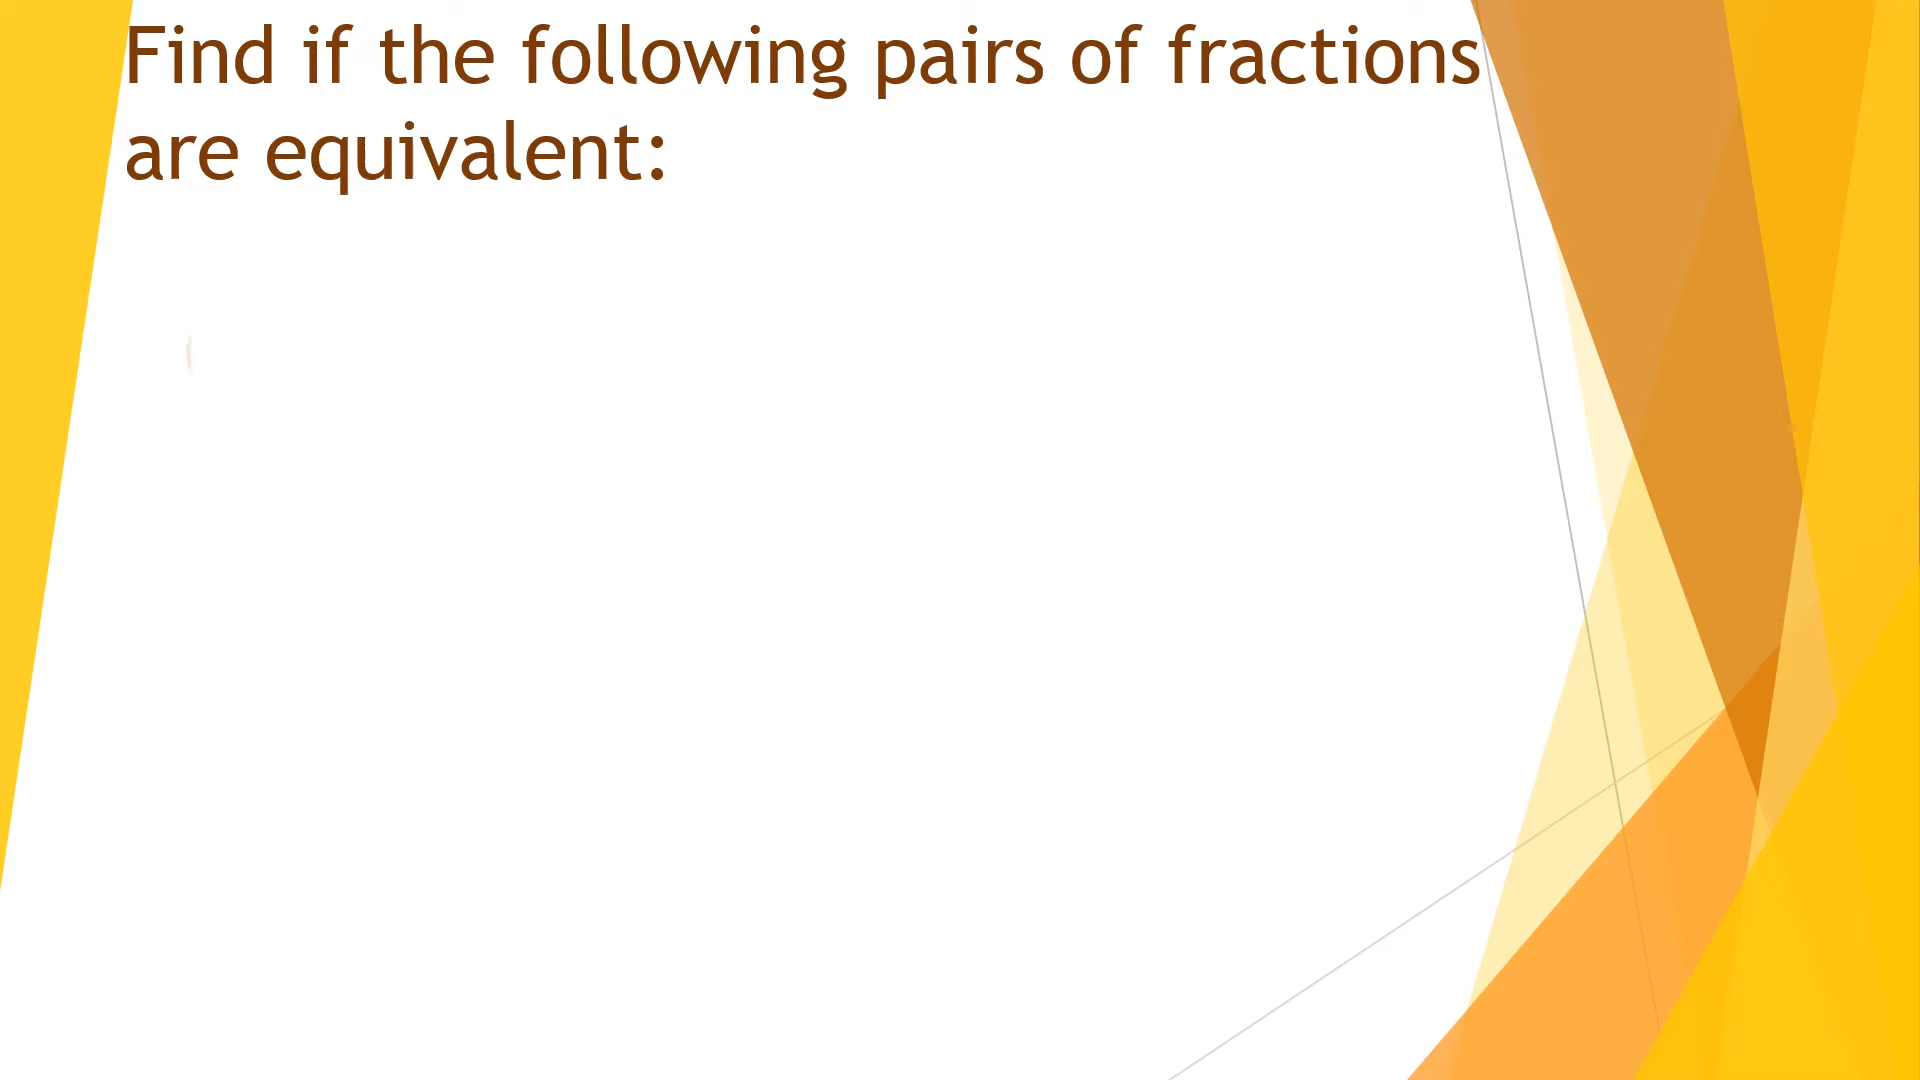 Find if the following pairs of fractions
are equivalent: